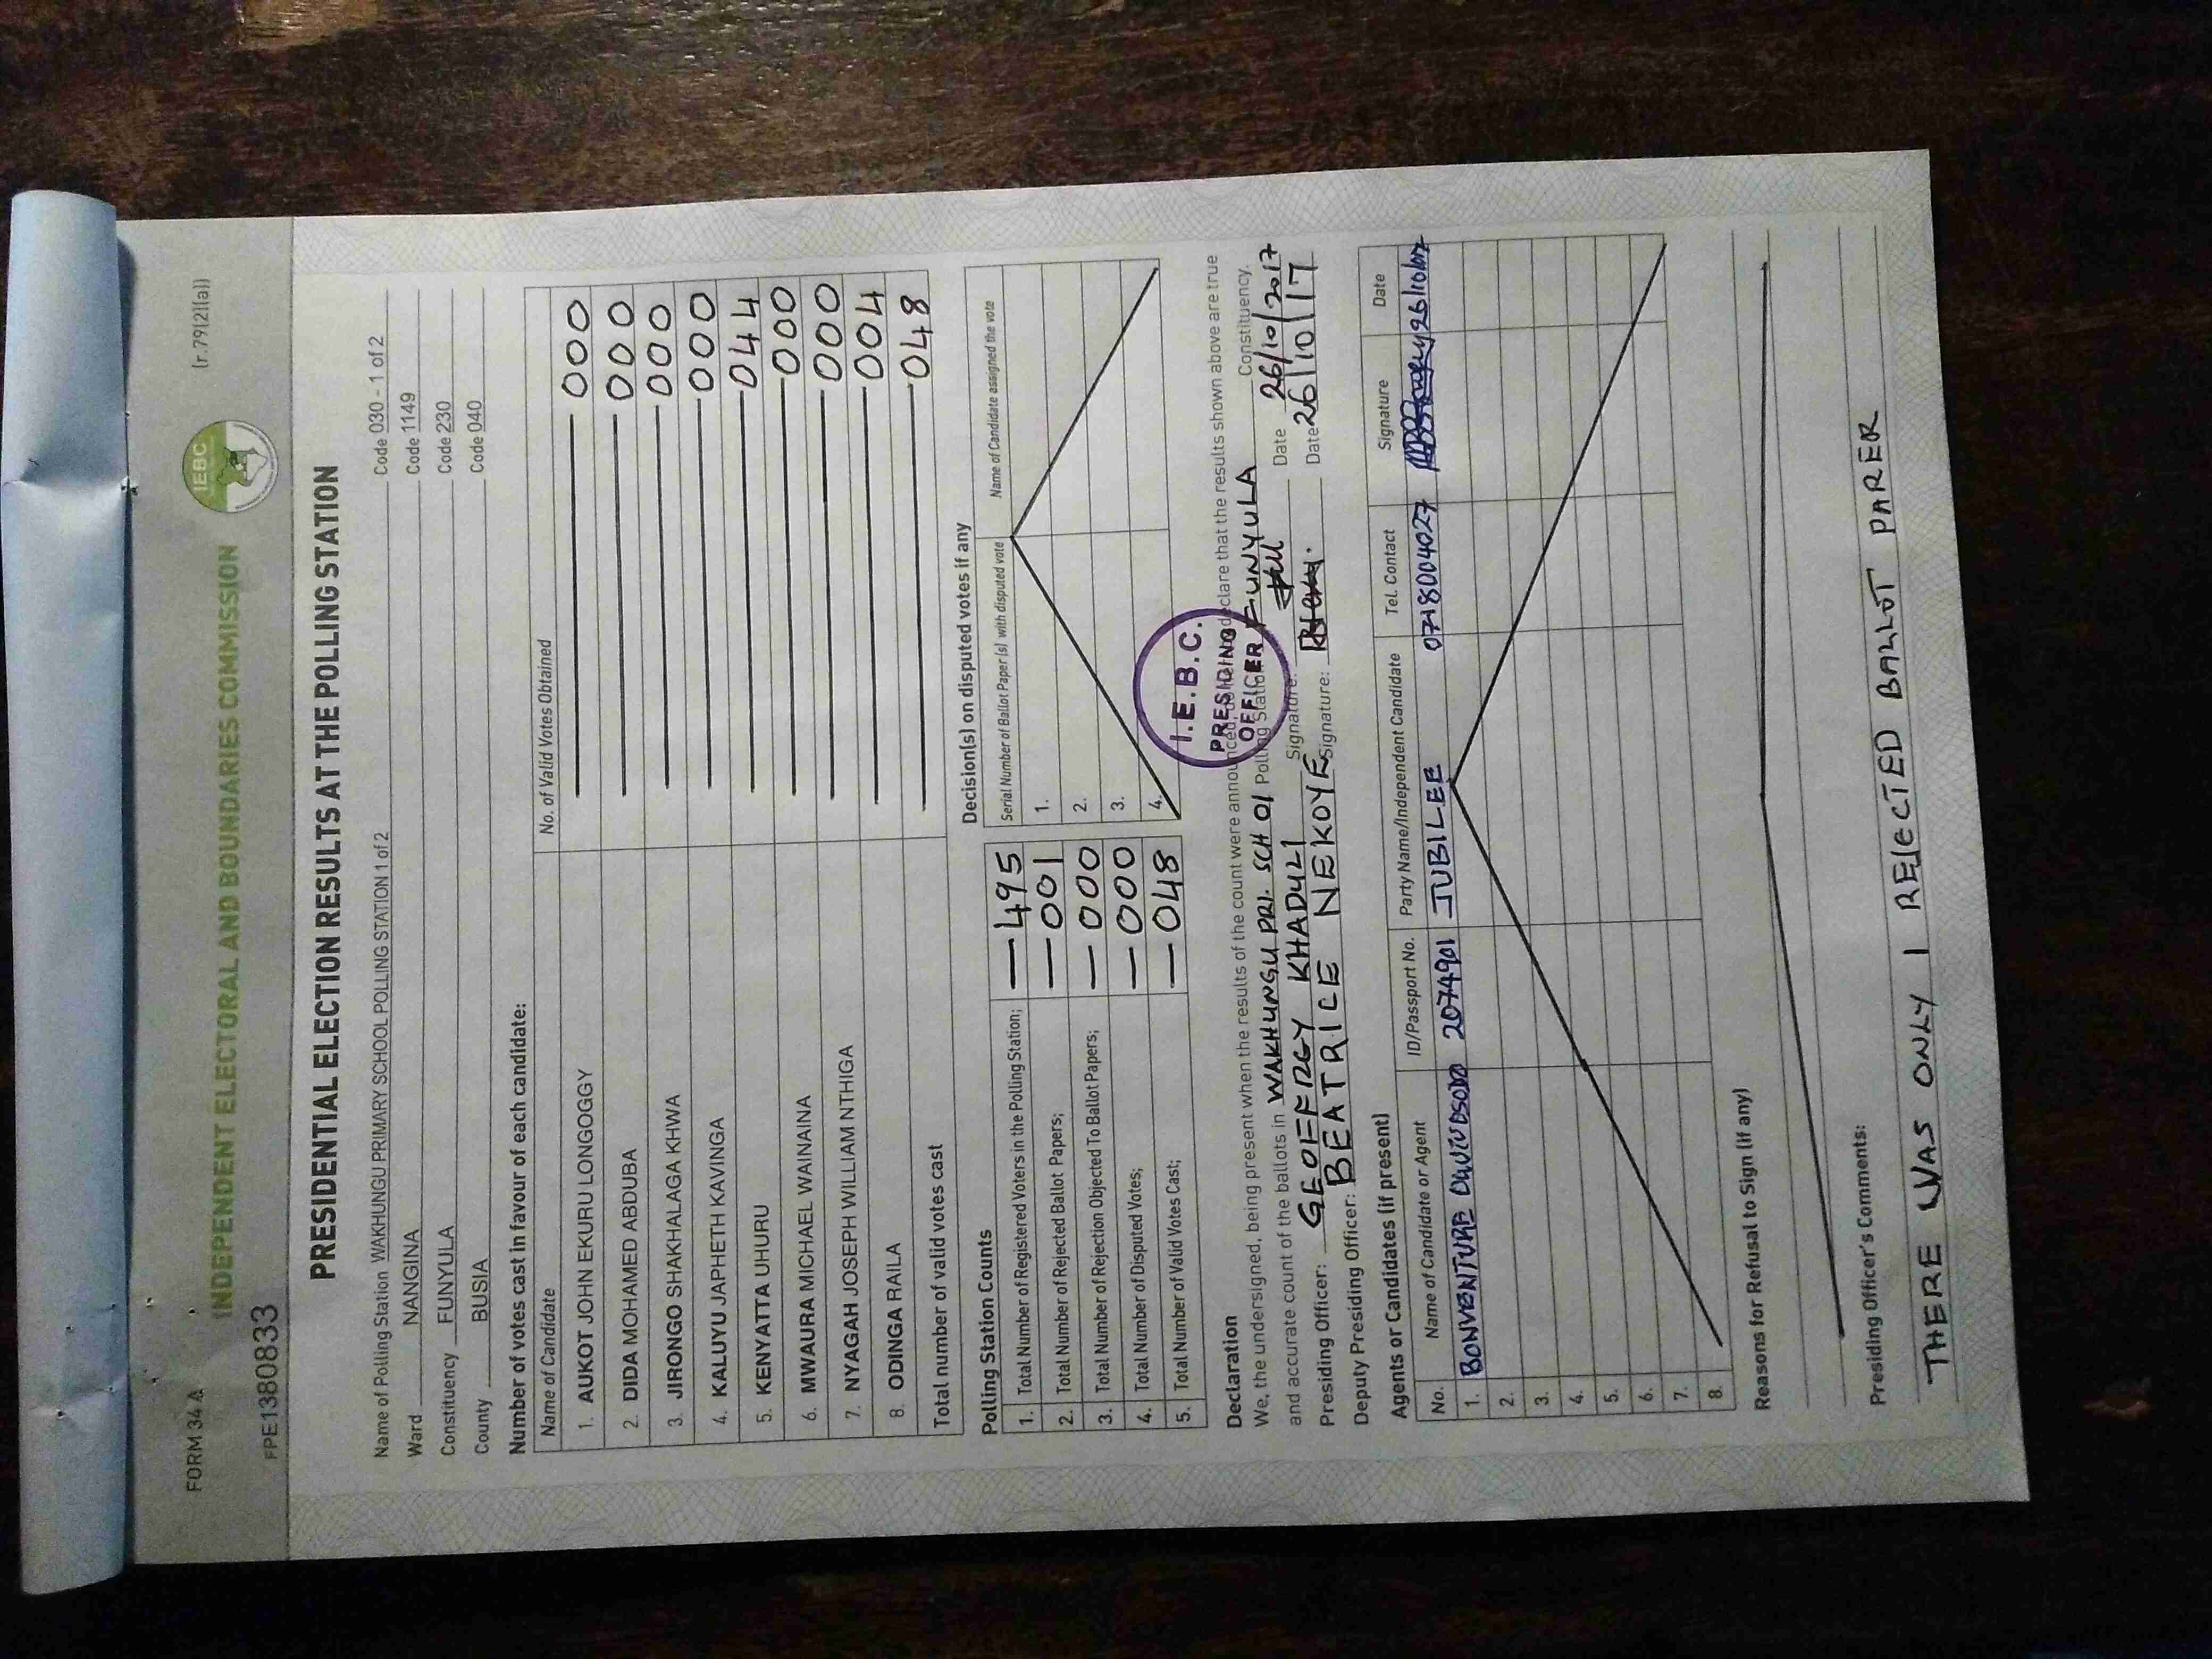 FORM 34A
(r.79(2)(a))
INDEPENDENT ELECTORAL AND BOUNDARIES COMMISSION
IEBC
FPE1380833
PRESIDENTIAL ELECTION RESULTS AT THE POLLING STATION
Name of Polling Station WAKHUNGU PRIMARY SCHOOL POLLING STATION 1 of 2 Code 030 - 1 of 2
Ward NANGINA Code 1149
Constituency FUNYULA Code 230
County BUSIA Code 040
Number of votes cast in favour of each candidate:
Name of Candidate No. of Valid Votes Obtained
1. AUKOT JOHN EKURU LONGOGGY 000
2. DIDA MOHAMED ABDUBA 000
3. JIRONGO SHAKHALAGA KHWA 000
4. KALUYU JAPHETH KAVINGA 000
5. KENYATTA UHURU 044
6. MWAURA MICHAEL WAINAINA 000
7. NYAGAH JOSEPH WILLIAM NTHIGA 000
8. ODINGA RAILA 004
Total number of valid votes cast 048
Polling Station Counts
1. Total Number of Registered Voters in the Polling Station; 495
2. Total Number of Rejected Ballot Papers; 001
3. Total Number of Rejection Objected To Ballot Papers; 000
4. Total Number of Disputed Votes; 000
5. Total Number of Valid Votes Cast; 048
Decision(s) on disputed votes if any
Serial Number of Ballot Paper (s) with disputed vote Name of Candidate assigned the vote
1.
2.
3.
4.
I.E.B.C.
PRESIDING
OFFICER
Declaration
We, the undersigned, being present when the results of the count were announced, do hereby declare that the results shown above are true
and accurate count of the ballots in WAKHUNGU PRI. SCH 01 Polling Station FUNYULA Constituency.
Presiding Officer: GEOFFRGY KHADULI Signature: Date 26/10/2017
Deputy Presiding Officer: BEATRICE NEKOYE Signature: Date 26/10/17
Agents or Candidates (if present)
No. Name of Candidate or Agent ID/Passport No. Party Name/Independent Candidate Tel. Contact Signature Date
1. BONVENTURE 2074901 JUBILEE 0718004027
2.
3.
4.
5.
6.
7.
8.
Reasons for Refusal to Sign (if any)
Presiding Officer's Comments:
THERE WAS ONLY 1 REJECTED BALLOT PARER